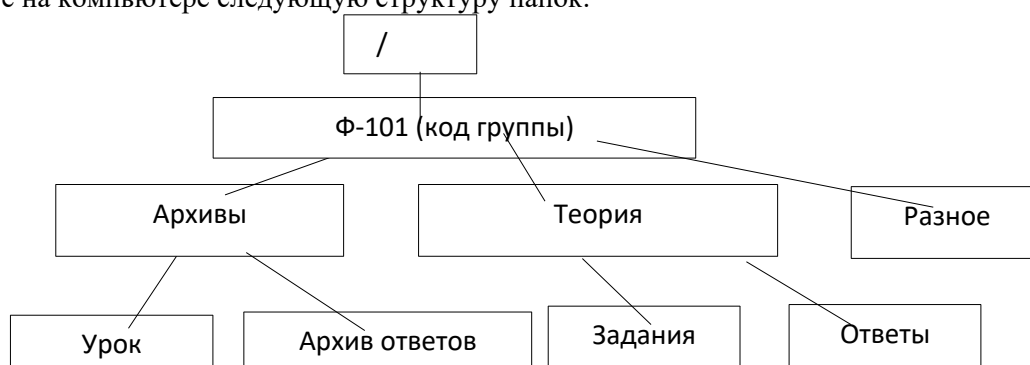 е на компьютере следующую структуру папок:
/
Ф-101 (код группы)
Архивы
Теория
Разное
Урок
Архив ответов
Задания
Ответы